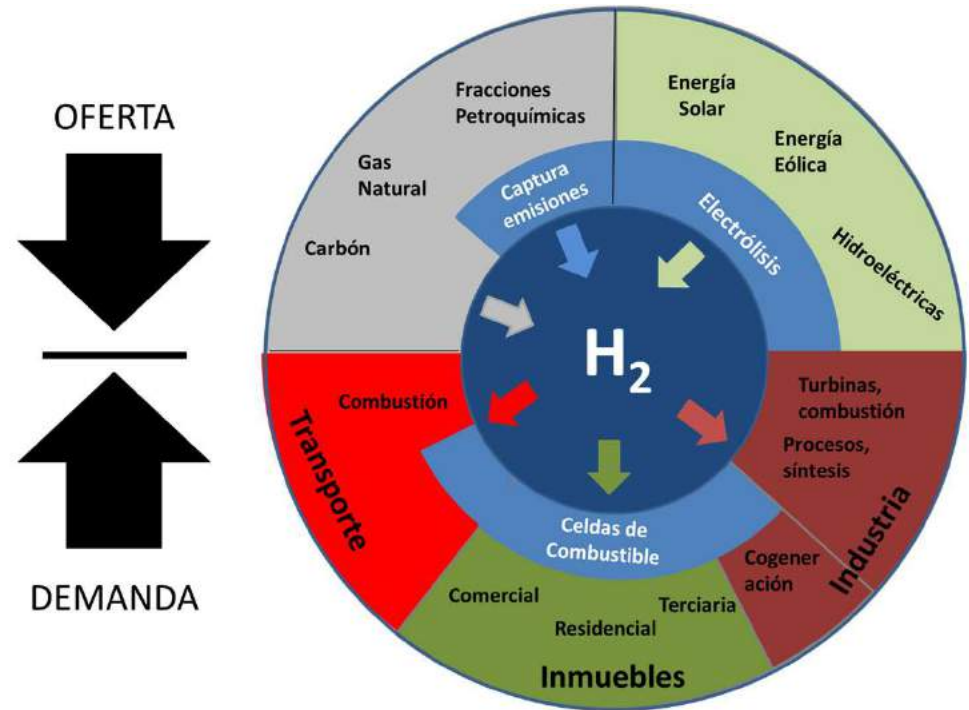 OFERTA
DEMANDA
Fracciones
Petroquímicas
Gas
Natural
Carbón
Captura
emisiones
Energía
Solar
Energía
Eólica
Hidroeléctricas
Electrólisis
H₂
Combustión
Transporte
Celdas de
Combustible
Comercial
Residencial
Terciaria
Inmuebles
Turbinas,
combustión
Procesos,
síntesis
Cogener
ación
Industria